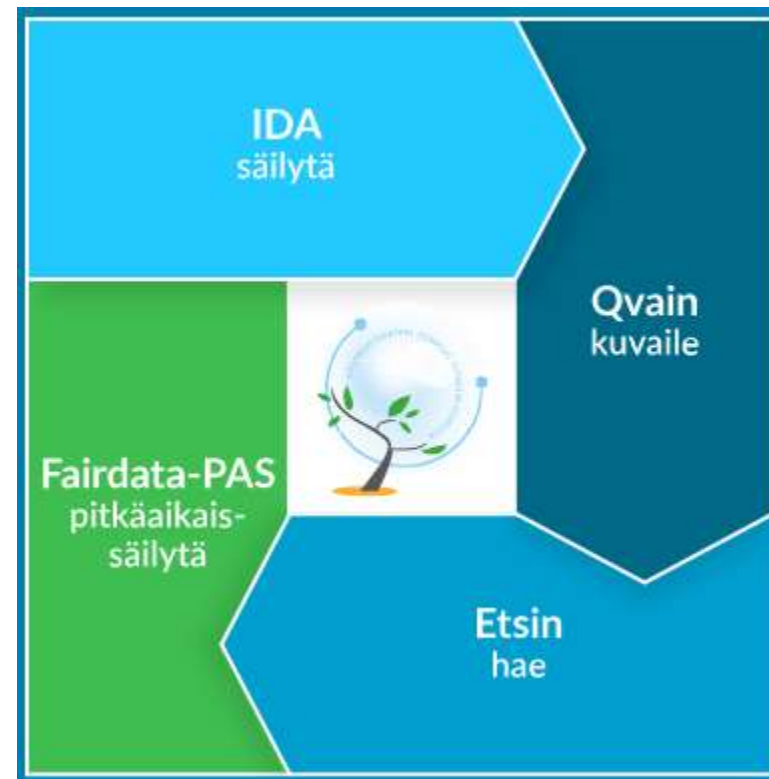 IDA
säilytä
Qvain
kuvaile
Fairdata-PAS
pitkäaikais-
säilytä
Etsin
hae